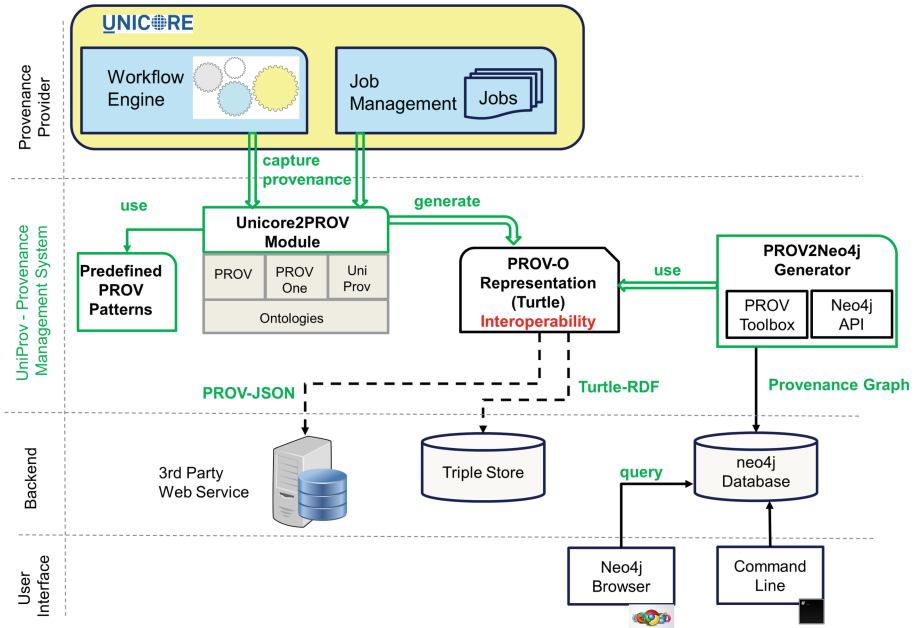 UNICORE
Provenance
Provider
Workflow
Engine
Job
Management
Jobs
capture
provenance
UniProv - Provenance
Management System
use
generate
Unicore2PROV
Module
PROV
PROV
One
Uni
Prov
Ontologies
Predefined
PROV
Patterns
PROV-O
Representation
(Turtle)
Interoperability
use
PROV2Neo4j
Generator
PROV
Toolbox
Neo4j
API
PROV-JSON
Turtle-RDF
Provenance Graph
Backend
3rd Party
Web Service
Triple Store
neo4j
Database
query
User
Interface
Neo4j
Browser
Command
Line